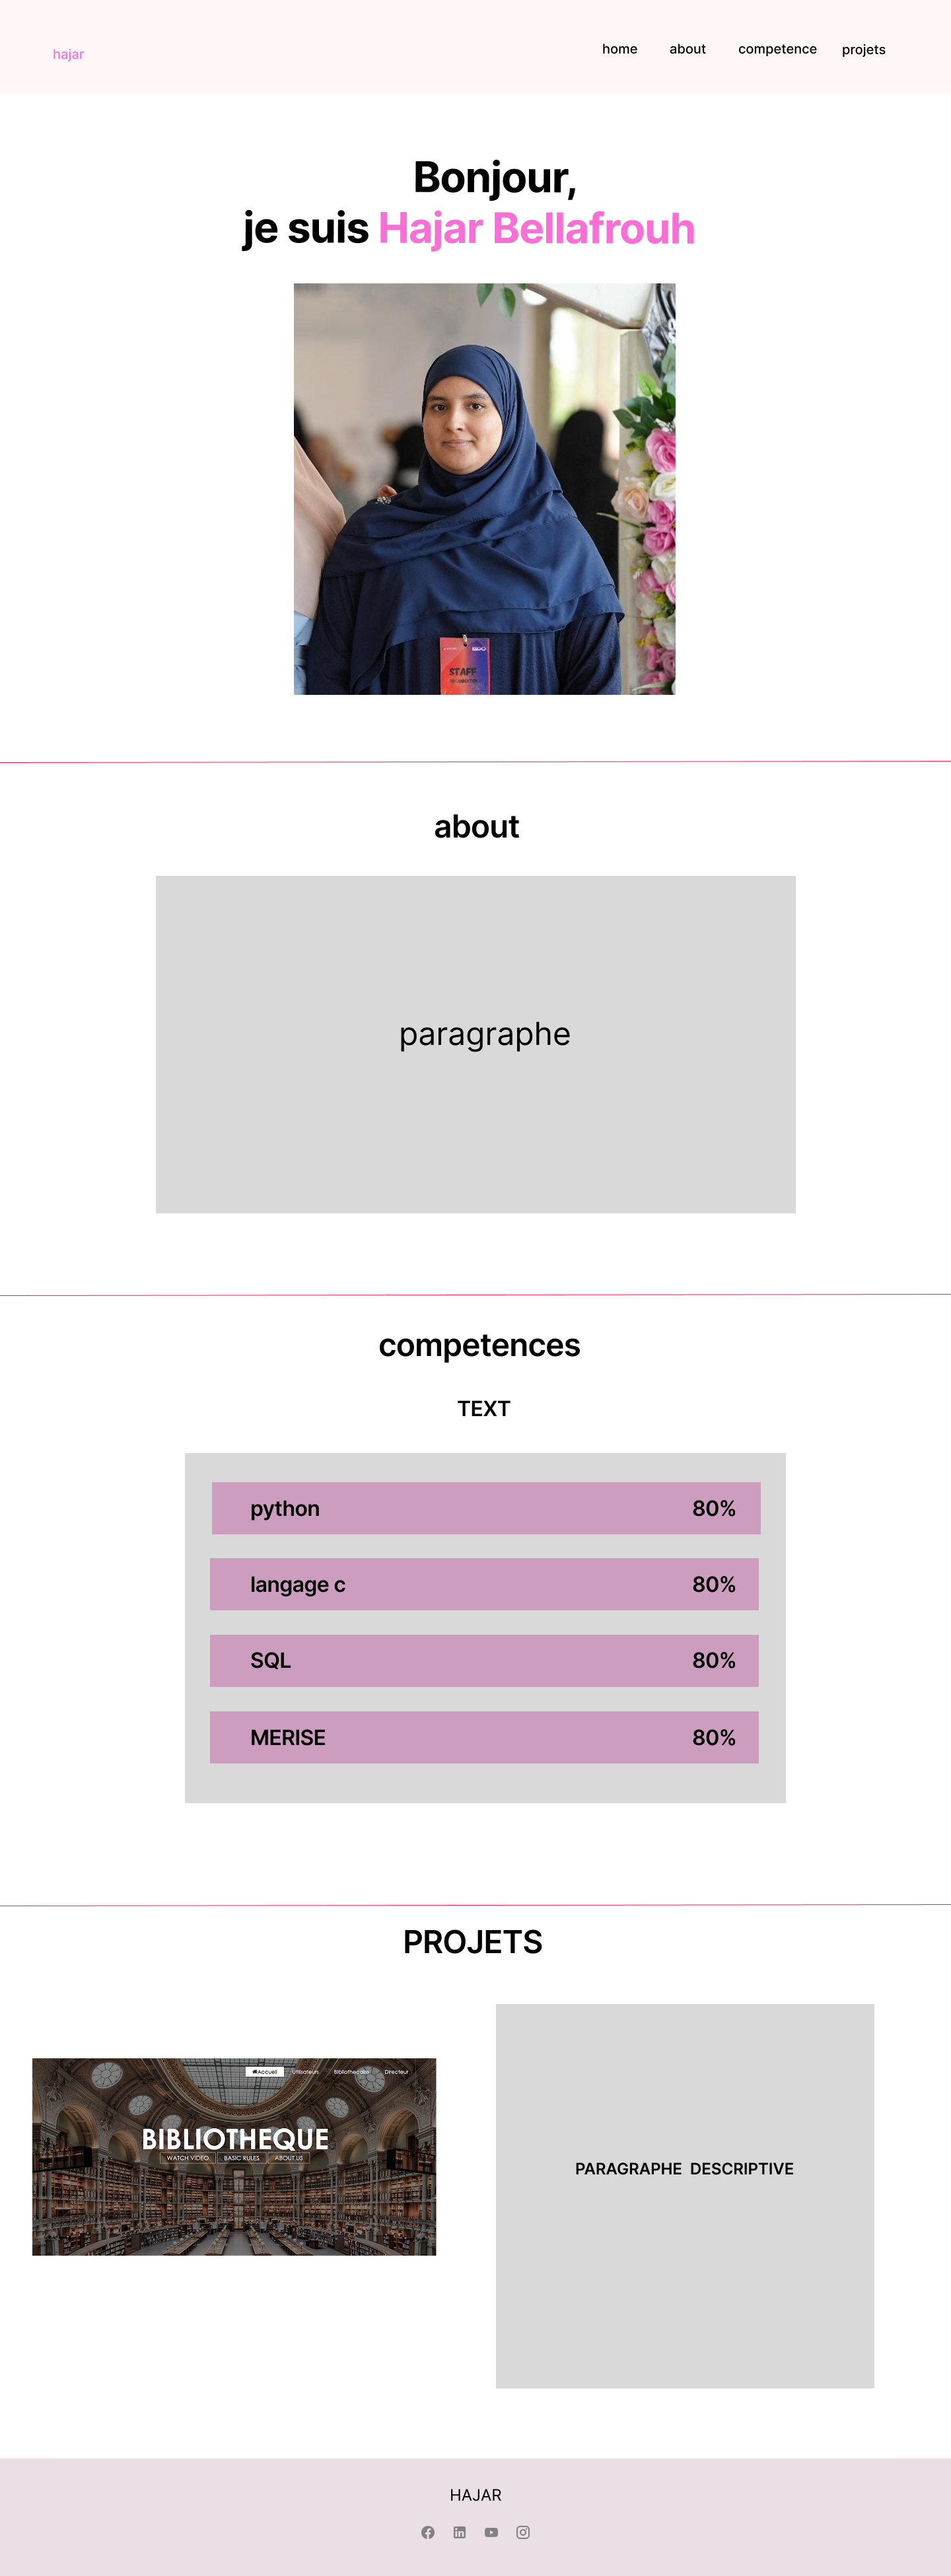 hajar
home about competence projets
Bonjour,
je suis Hajar Bellafrouh
STAFF
about
paragraphe
competences
TEXT
python 80%
langage c 80%
SQL 80%
MERISE 80%
PROJETS
Accueil Utilisateurs Bibliothecaire Directeur
BIBLIOTHEQUE
WATCH VIDEO BASIC RULES ABOUT US
PARAGRAPHE DESCRIPTIVE
HAJAR